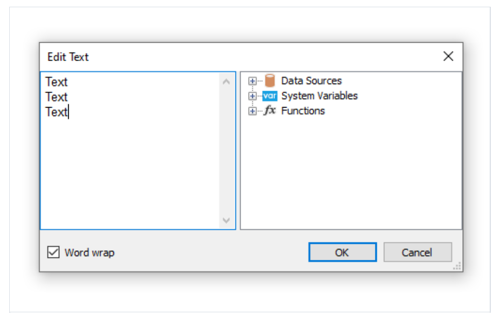 Edit Text
Text
Text
Text
Data Sources
var System Variables
fx Functions
Word wrap
OK
Cancel